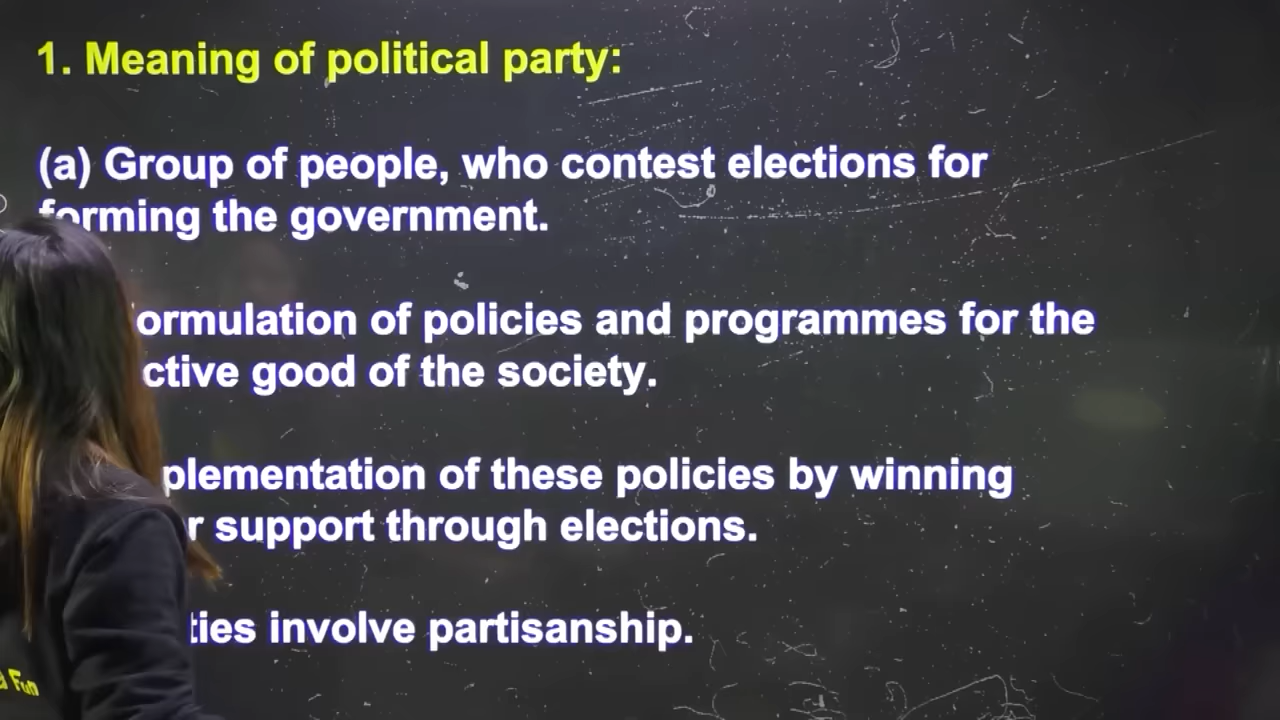 1. Meaning of political party:
(a) Group of people, who contest elections for
forming the government.
ormulation of policies and programmes for the
ctive good of the society.
plementation of these policies by winning
r support through elections.
ties involve partisanship.
Fun